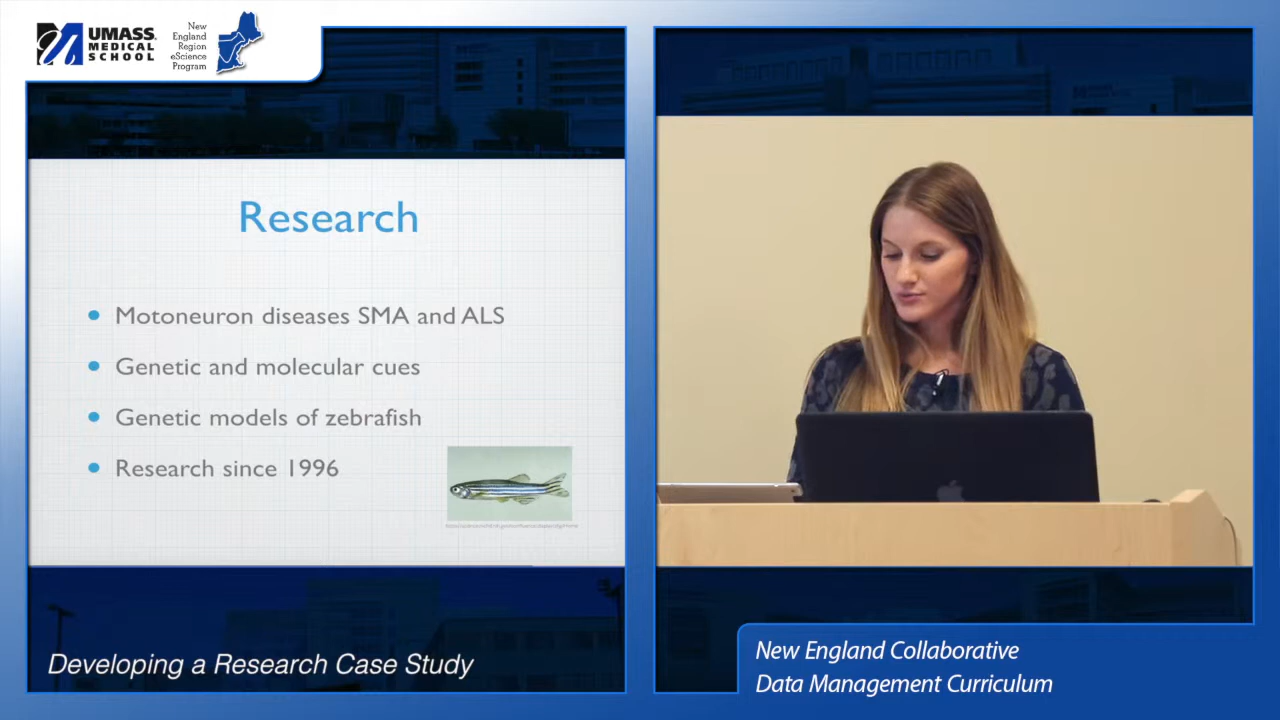 UMASS
MEDICAL
SCHOOL
New
England
Region
eScience
Program
Research
Motoneuron diseases SMA and ALS
Genetic and molecular cues
Genetic models of zebrafish
Research since 1996
Developing a Research Case Study
New England Collaborative
Data Management Curriculum